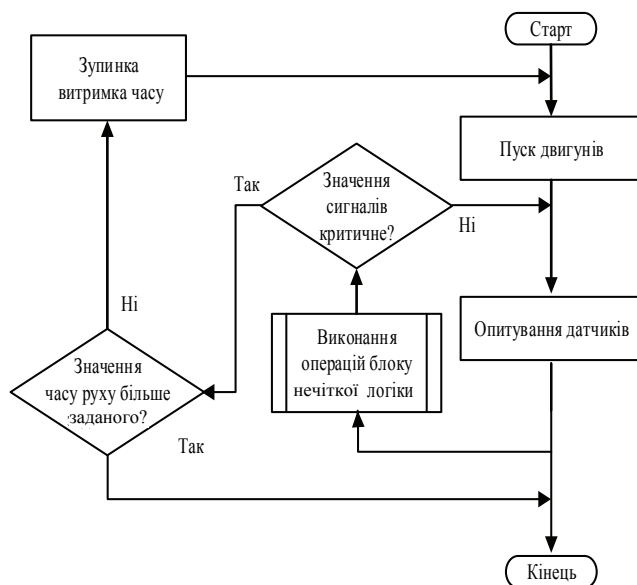 Старт
Зупинка
витримка часу
Пуск двигунів
Так
Значення
сигналів
критичне?
Ні
Ні
Опитування датчиків
Виконання
операцій блоку
нечіткої логіки
Значення
часу руху більше
заданого?
Так
Кінець